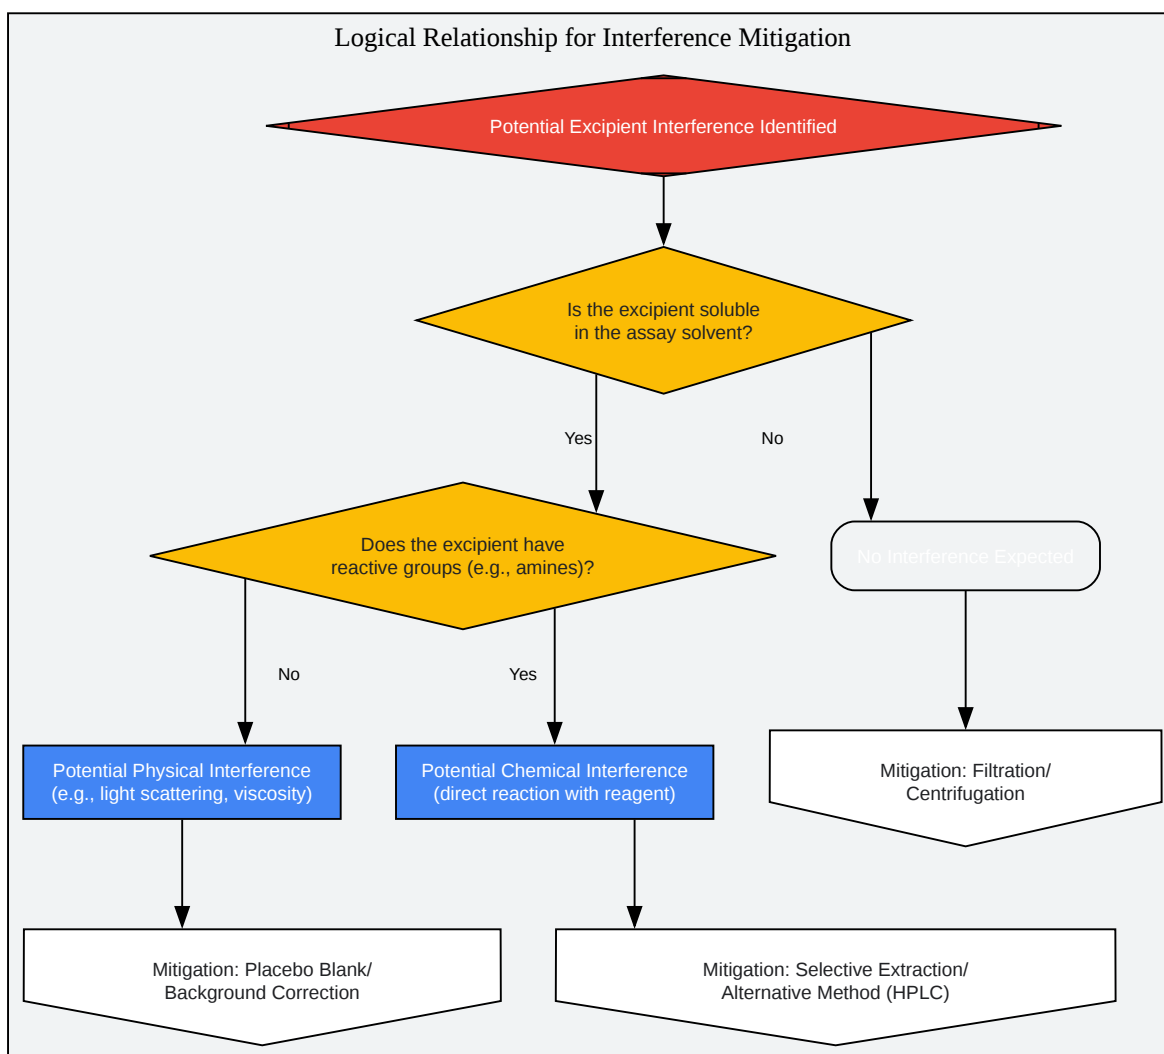 Logical Relationship for Interference Mitigation
Potential Excipient Interference Identified
Is the excipient soluble
in the assay solvent?
Yes
No
Does the excipient have
reactive groups (e.g., amines)?
No Interference Expected
No
Yes
Potential Physical Interference
(e.g., light scattering, viscosity)
Potential Chemical Interference
(direct reaction with reagent)
Mitigation: Filtration/
Centrifugation
Mitigation: Placebo Blank/
Background Correction
Mitigation: Selective Extraction/
Alternative Method (HPLC)